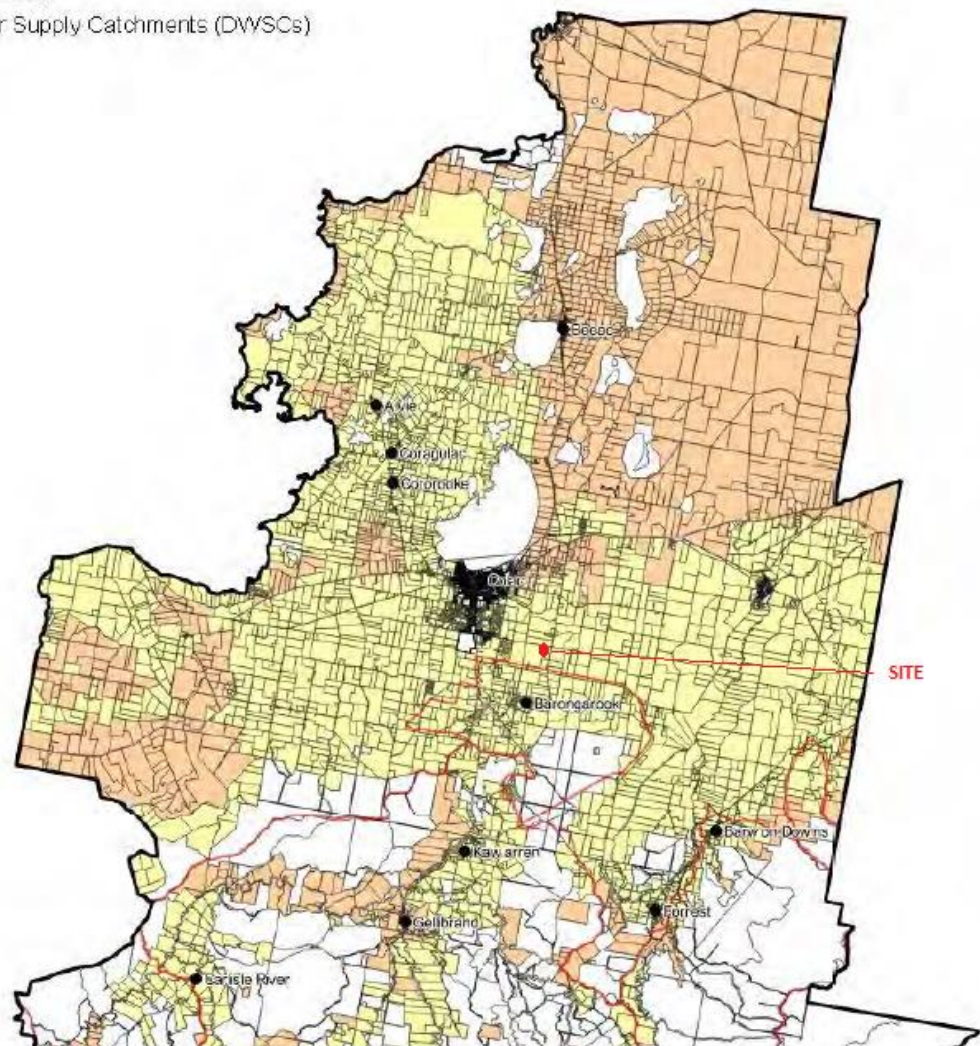 r Supply Catchments (DWSCs)
Beeac
Alvie
Coragulac
Cororooke
Colac
SITE
Barongarook
Barwon Downs
Kawarren
Forrest
Gellibrand
Carlisle River